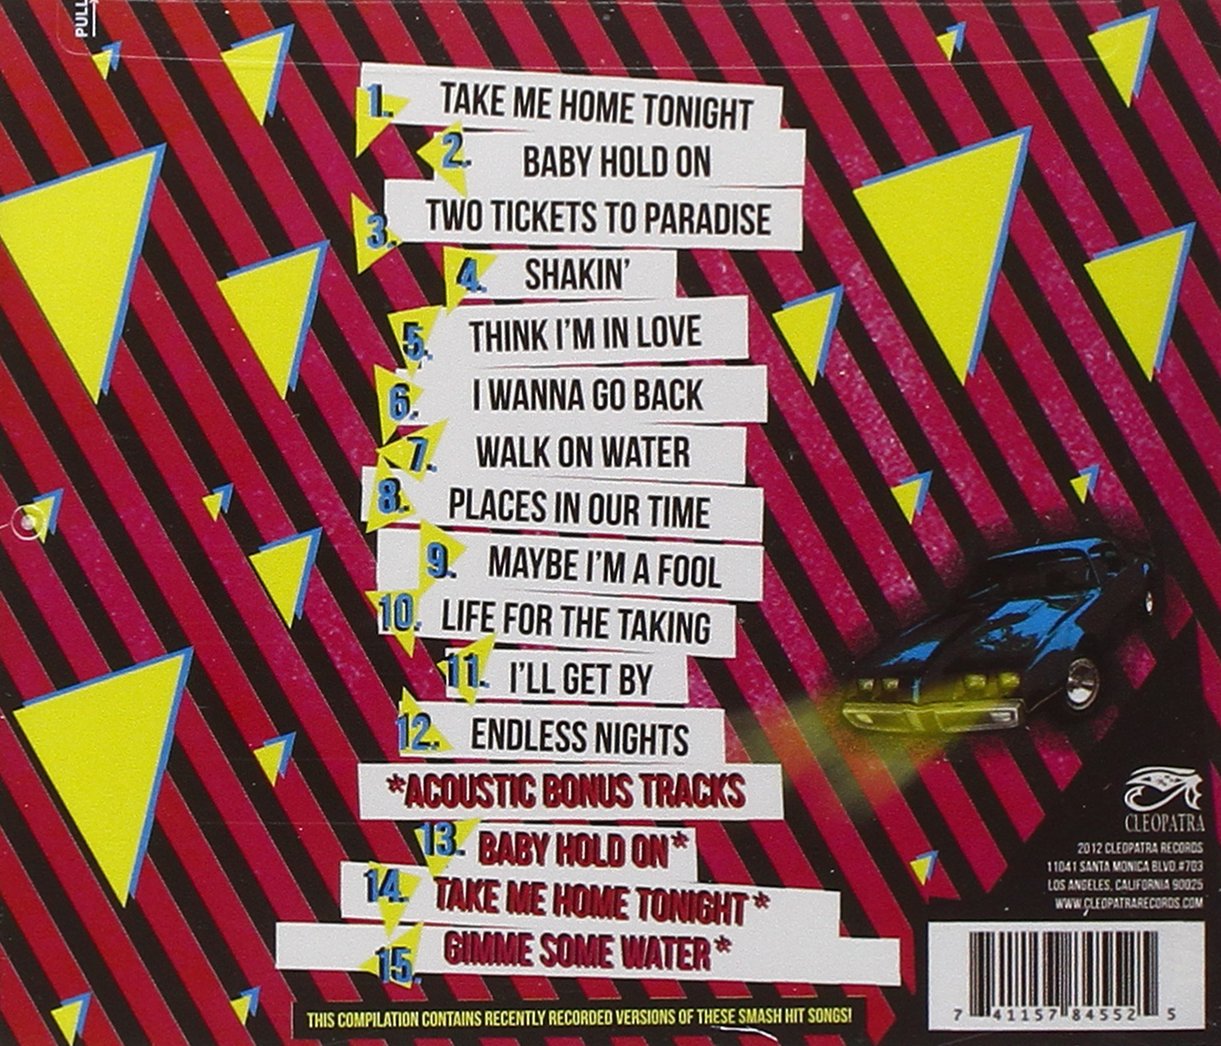 PULL
1. TAKE ME HOME TONIGHT
2. BABY HOLD ON
3. TWO TICKETS TO PARADISE
4. SHAKIN'
5. THINK I'M IN LOVE
6. I WANNA GO BACK
7. WALK ON WATER
8. PLACES IN OUR TIME
9. MAYBE I'M A FOOL
10. LIFE FOR THE TAKING
11. I'LL GET BY
12. ENDLESS NIGHTS
*ACOUSTIC BONUS TRACKS
13. BABY HOLD ON*
14. TAKE ME HOME TONIGHT*
15. GIMME SOME WATER*
THIS COMPILATION CONTAINS RECENTLY RECORDED VERSIONS OF THESE SMASH HIT SONGS!
CLEOPATRA
2012 CLEOPATRA RECORDS
11041 SANTA MONICA BLVD. #703
LOS ANGELES, CALIFORNIA 90025
WWW.CLEOPATRARECORDS.COM
7 41157 84552 5